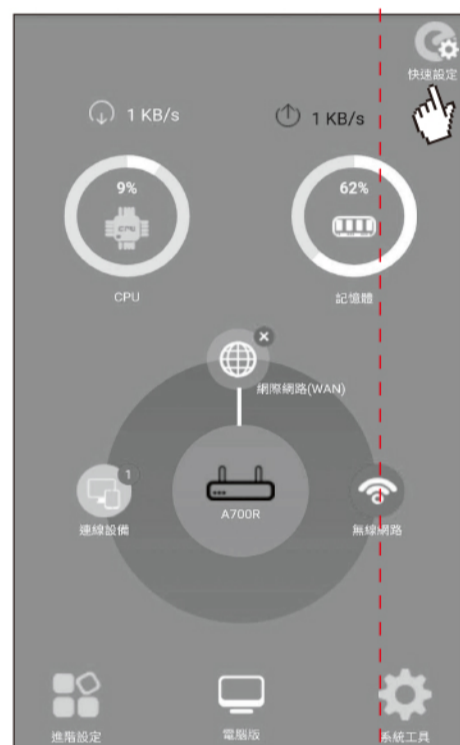 快速設定
1 KB/s
1 KB/s
9%
62%
CPU
CPU
記憶體
網際網路(WAN)
1
連線設備
A700R
無線網路
進階設定
電腦版
系統工具